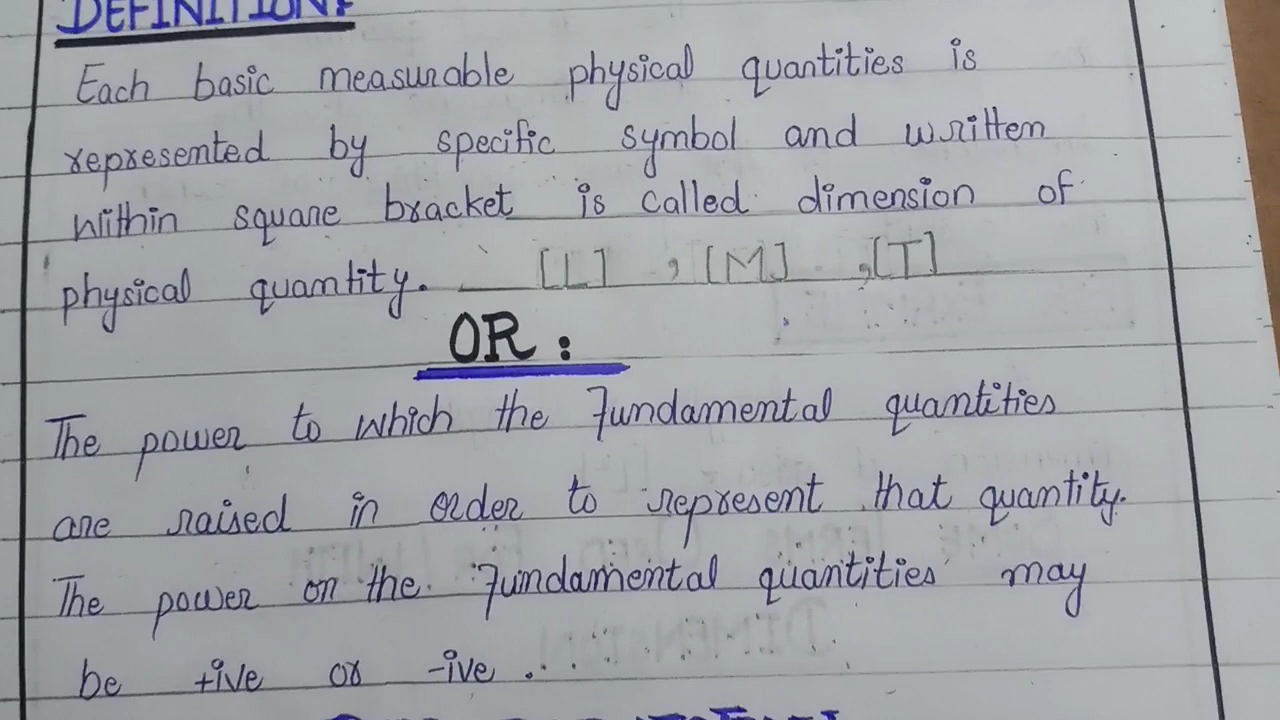 DEFINITION:
Each basic measurable physical quantities is
represented by specific symbol and written
within square bracket is called dimension of
physical quantity. [L] , [M] , [T]
OR :
The power to which the fundamental quantities
are raised in order to represent that quantity.
The power on the fundamental quantities may
be +ive or -ive .